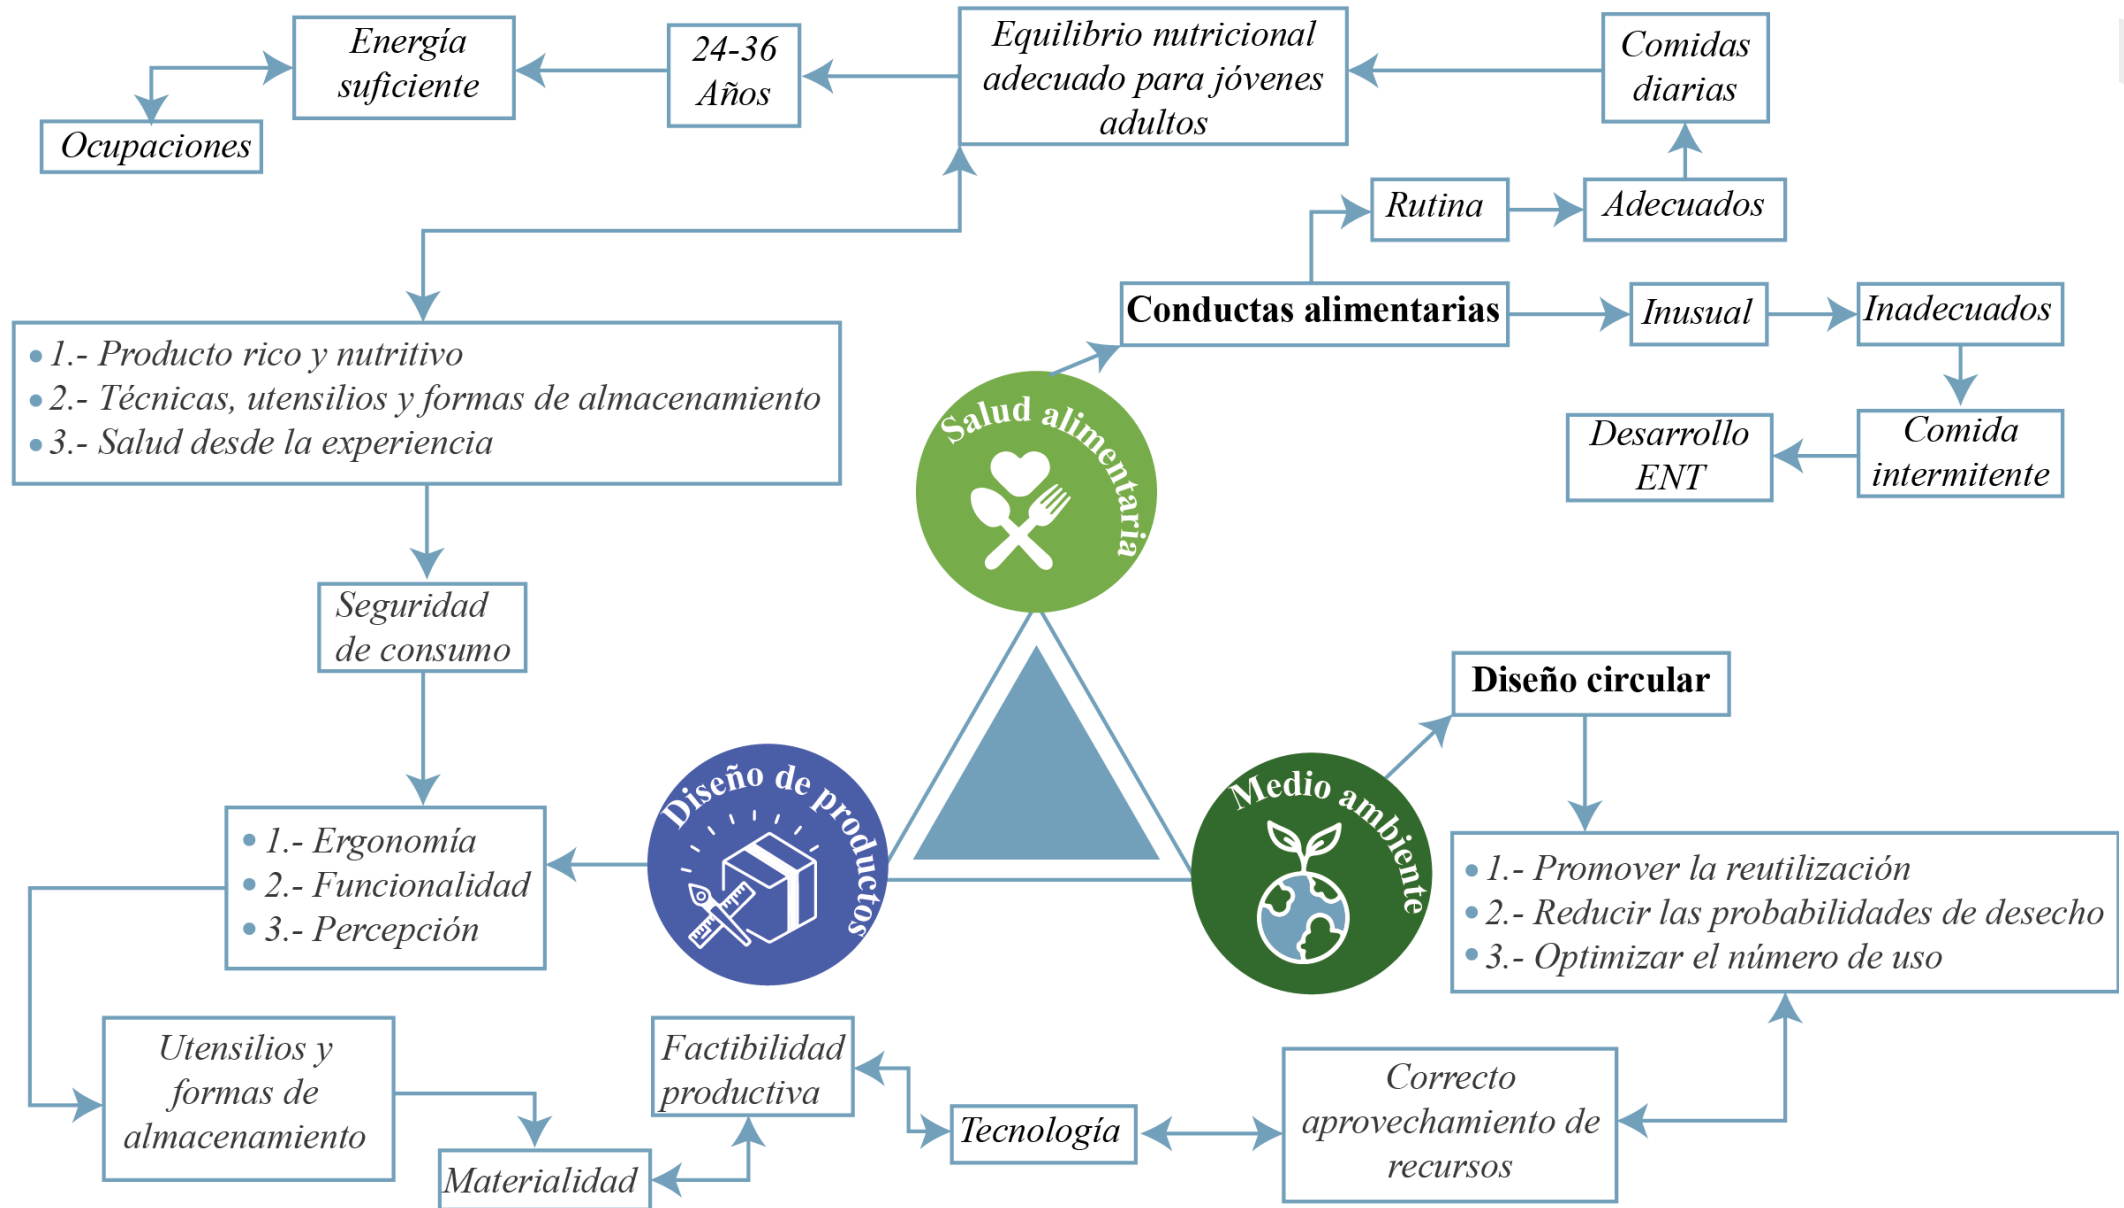 Energía
suficiente
24-36
Años
Equilibrio nutricional
adecuado para jóvenes
adultos
Comidas
diarias
Ocupaciones
Rutina
Adecuados
Conductas alimentarias
Inusual
Inadecuados
1.- Producto rico y nutritivo
2.- Técnicas, utensilios y formas de almacenamiento
3.- Salud desde la experiencia
Salud alimentaria
Desarrollo
ENT
Comida
intermitente
Seguridad
de consumo
Diseño circular
Diseño de productos
Medio ambiente
1.- Ergonomía
2.- Funcionalidad
3.- Percepción
1.- Promover la reutilización
2.- Reducir las probabilidades de desecho
3.- Optimizar el número de uso
Utensilios y
formas de
almacenamiento
Factibilidad
productiva
Materialidad
Tecnología
Correcto
aprovechamiento de
recursos